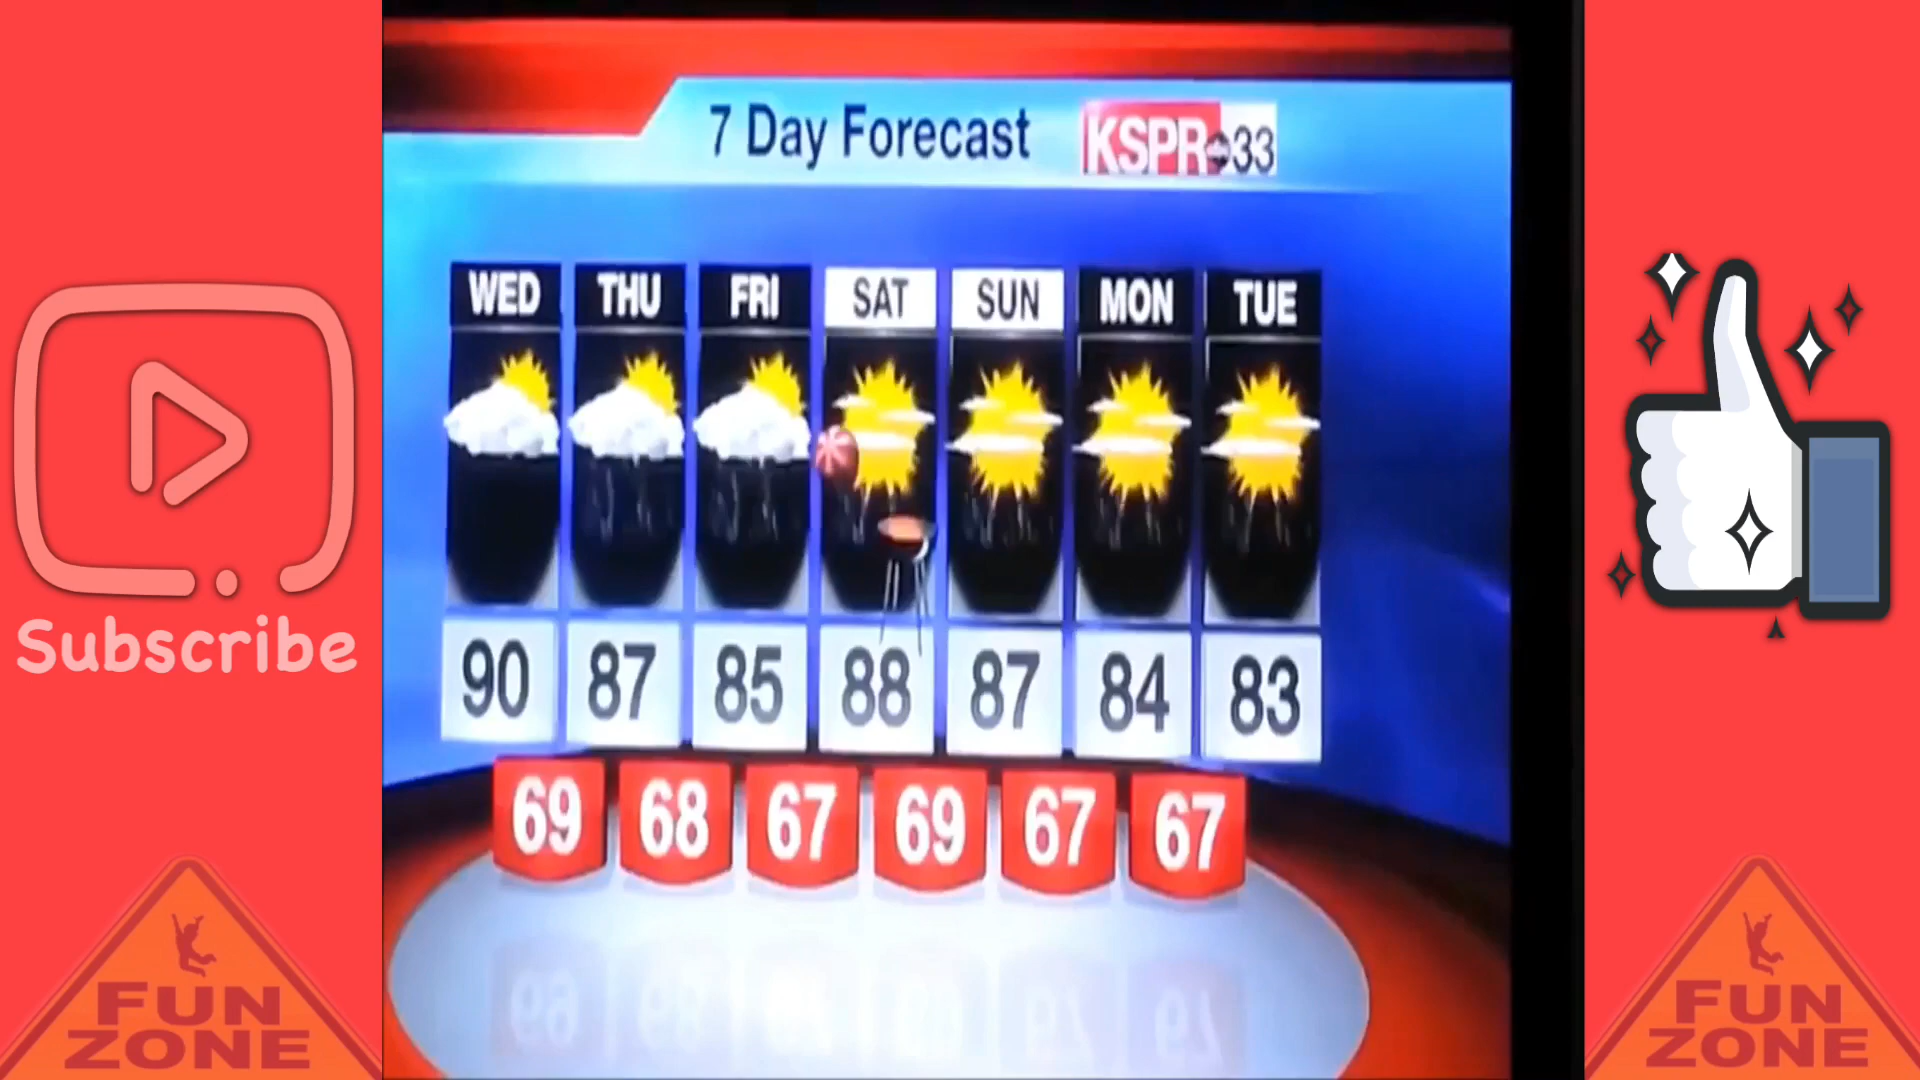 7 Day Forecast
KSPR 33
WED THU FRI SAT SUN MON TUE
90 87 85 88 87 84 83
69 68 67 69 67 67
Subscribe
FUN
ZONE
FUN
ZONE